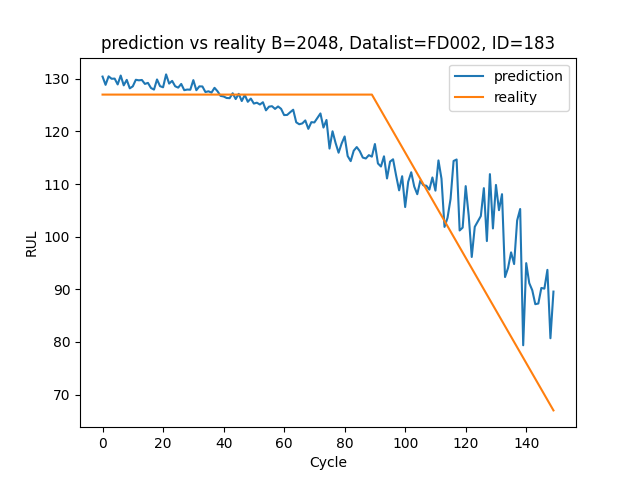 prediction vs reality B=2048, Datalist=FD002, ID=183
prediction
reality
RUL
130
120
110
100
90
80
70
0 20 40 60 80 100 120 140
Cycle